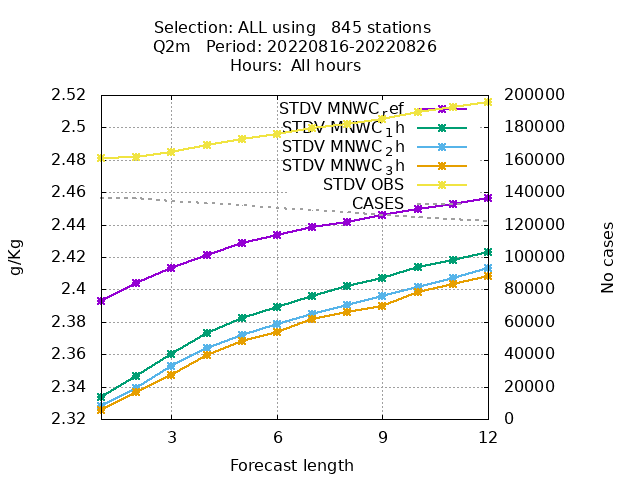 Selection: ALL using   845 stations
Q2m   Period: 20220816-20220826
Hours:  All hours
2.52
2.5
2.48
2.46
2.44
2.42
2.4
2.38
2.36
2.34
2.32
200000
180000
160000
140000
120000
100000
80000
60000
40000
20000
0
STDV MNWC_ref
STDV MNWC_1h
STDV MNWC_2h
STDV MNWC_3h
STDV OBS
CASES
g/Kg
No cases
3
6
9
12
Forecast length